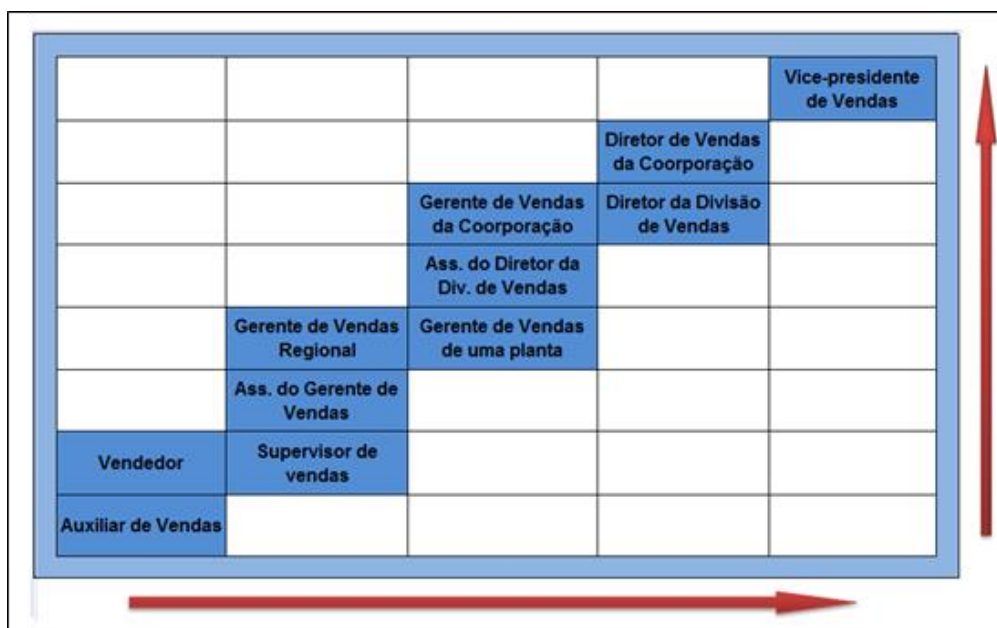 Vice-presidente
de Vendas
Diretor de Vendas
da Coorporação
Gerente de Vendas
da Coorporação
Diretor da Divisão
de Vendas
Ass. do Diretor da
Div. de Vendas
Gerente de Vendas
Regional
Gerente de Vendas
de uma planta
Ass. do Gerente de
Vendas
Vendedor
Supervisor de
vendas
Auxiliar de Vendas